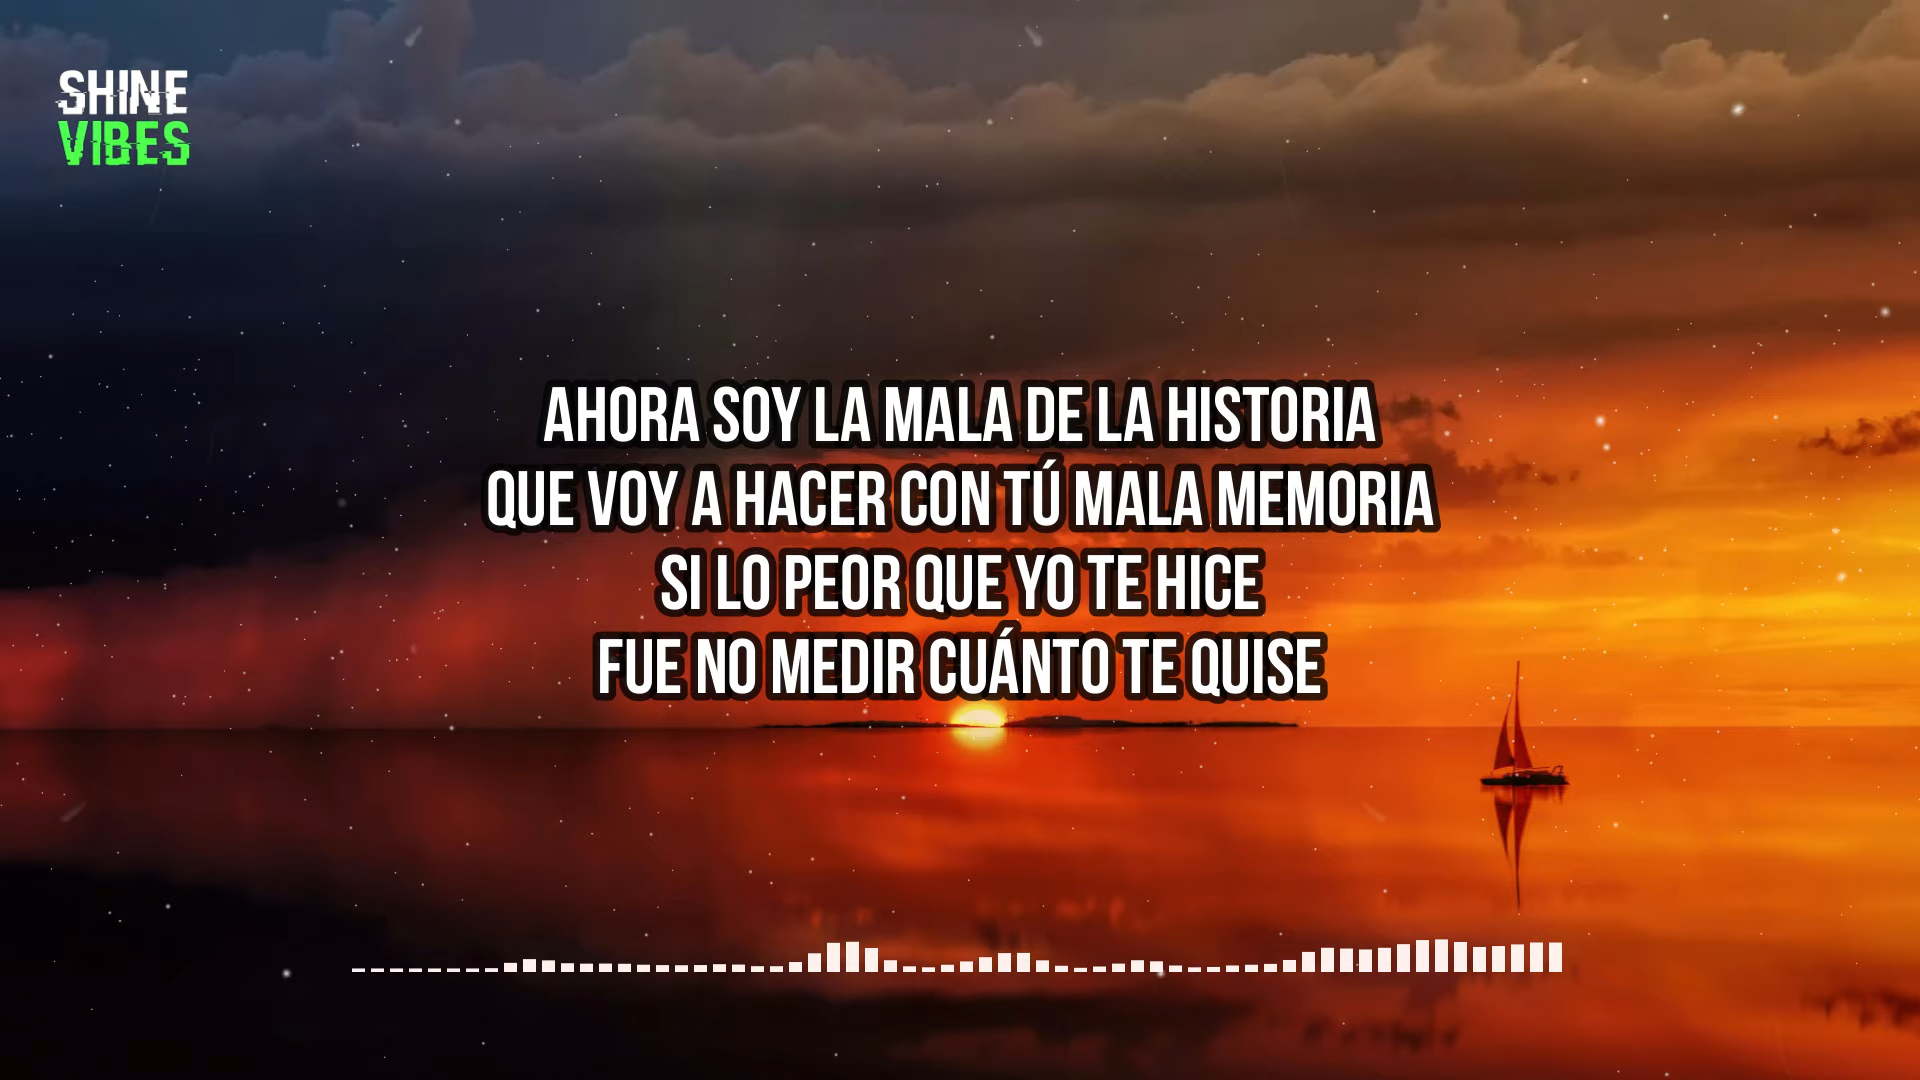 SHINE
VIBES
AHORA SOY LA MALA DE LA HISTORIA
QUE VOY A HACER CON TÚ MALA MEMORIA
SI LO PEOR QUE YO TE HICE
FUE NO MEDIR CUÁNTO TE QUISE